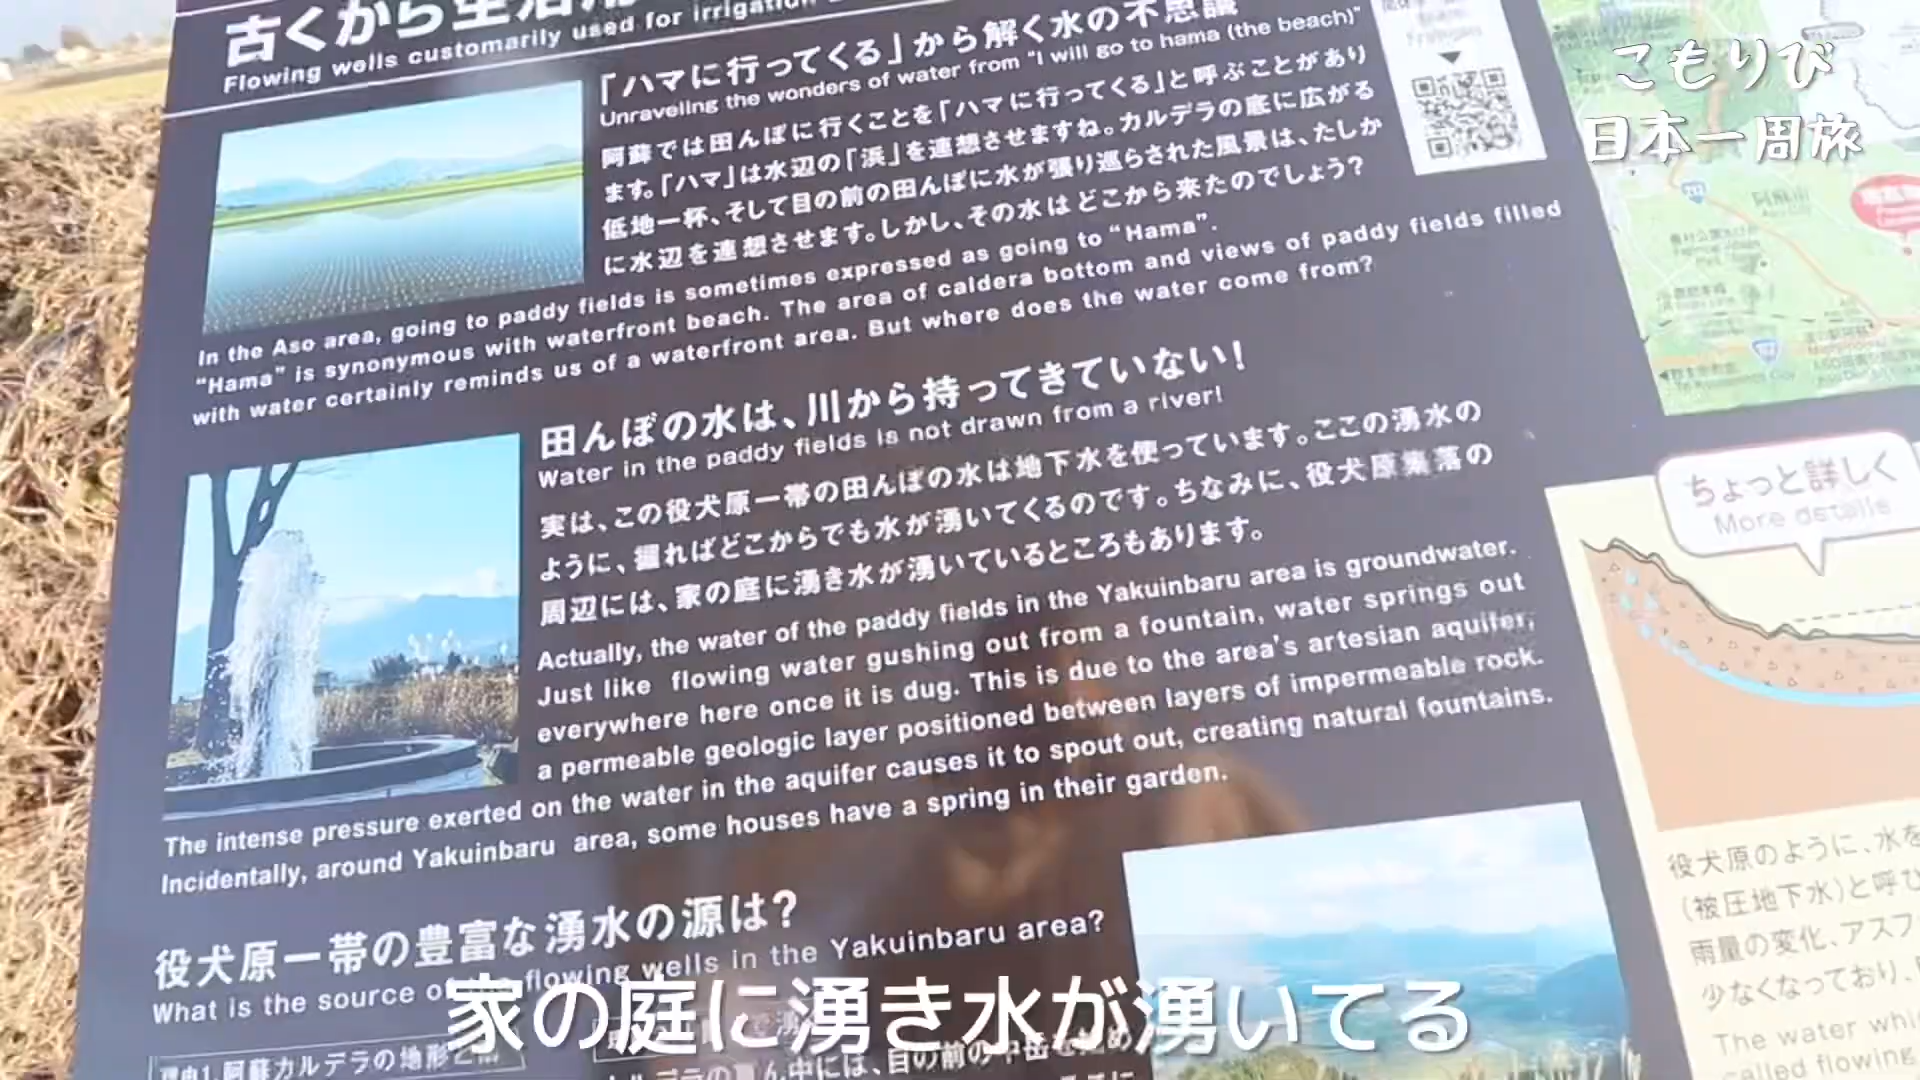 古くから生活用
Flowing wells customarily used for irrigation
「ハマに行ってくる」から解く水の不思議
Unraveling the wonders of water from "I will go to hama (the beach)"
阿蘇では田んぼに行くことを「ハマに行ってくる」と呼ぶことがあり
ます。「ハマ」は水辺の「浜」を連想させますね。カルデラの底に広がる
低地一杯、そして目の前の田んぼに水が張り巡らされた風景は、たしか
に水辺を連想させます。しかし、その水はどこから来たのでしょう？
In the Aso area, going to paddy fields is sometimes expressed as going to "Hama".
"Hama" is synonymous with waterfront beach. The area of caldera bottom and views of paddy fields filled
with water certainly reminds us of a waterfront area. But where does the water come from?
田んぼの水は、川から持ってきていない！
Water in the paddy fields is not drawn from a river!
実は、この役犬原一帯の田んぼの水は地下水を使っています。ここの湧水の
ように、掘ればどこからでも水が湧いてくるのです。ちなみに、役犬原集落の
周辺には、家の庭に湧き水が湧いているところもあります。
Actually, the water of the paddy fields in the Yakuinbaru area is groundwater.
Just like flowing water gushing out from a fountain, water springs out
everywhere here once it is dug. This is due to the area's artesian aquifer,
a permeable geologic layer positioned between layers of impermeable rock.
The intense pressure exerted on the water in the aquifer causes it to spout out, creating natural fountains.
Incidentally, around Yakuinbaru area, some houses have a spring in their garden.
役犬原一帯の豊富な湧水の源は？
What is the source of the flowing wells in the Yakuinbaru area?
理由1.阿蘇カルデラの地形
中には、目の前の中岳を
こもりび
日本一周旅
212
ちょっと詳しく
More details
役犬原のように、水を
(被圧地下水)と呼び
雨量の変化、アスフ
少なくなっており、
The water whi
called flowing
家の庭に湧き水が湧いてる